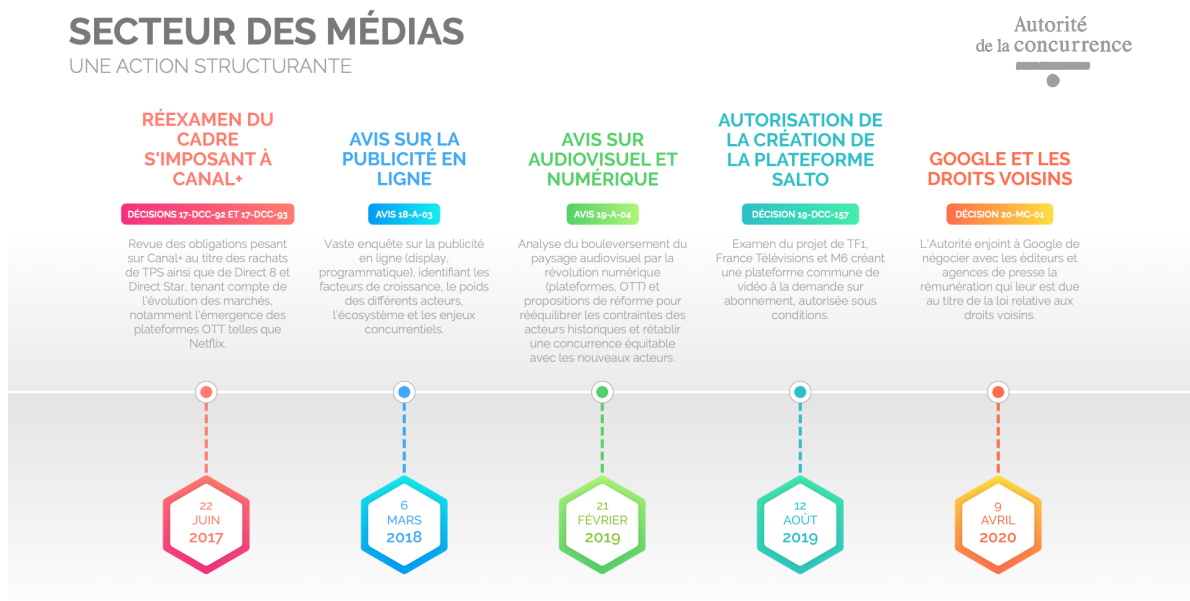 SECTEUR DES MÉDIAS
UNE ACTION STRUCTURANTE
Autorité
de la concurrence
RÉEXAMEN DU
CADRE
S'IMPOSANT À
CANAL+
DÉCISIONS 17-DCC-92 ET 17-DCC-93
Revue des obligations pesant
sur Canal+ au titre des rachats
de TPS ainsi que de Direct 8 et
Direct Star, tenant compte de
l'évolution des marchés,
notamment l'émergence des
plateformes OTT telles que
Netflix.
22
JUIN
2017
AVIS SUR LA
PUBLICITÉ EN
LIGNE
AVIS 18-A-03
Vaste enquête sur la publicité
en ligne (display,
programmatique), identifiant les
facteurs de croissance, le poids
des différents acteurs,
l'écosystème et les enjeux
concurrentiels.
6
MARS
2018
AVIS SUR
AUDIOVISUEL ET
NUMÉRIQUE
AVIS 19-A-04
Analyse du bouleversement du
paysage audiovisuel par la
révolution numérique
(plateformes, OTT) et
propositions de réforme pour
rééquilibrer les contraintes des
acteurs historiques et rétablir
une concurrence équitable
avec les nouveaux acteurs.
21
FÉVRIER
2019
AUTORISATION DE
LA CRÉATION DE
LA PLATEFORME
SALTO
DÉCISION 19-DCC-157
Examen du projet de TF1,
France Télévisions et M6 créant
une plateforme commune de
vidéo à la demande sur
abonnement, autorisée sous
conditions.
12
AOÛT
2019
GOOGLE ET LES
DROITS VOISINS
DÉCISION 20-MC-01
L'Autorité enjoint à Google de
négocier avec les éditeurs et
agences de presse la
rémunération qui leur est due
au titre de la loi relative aux
droits voisins.
9
AVRIL
2020